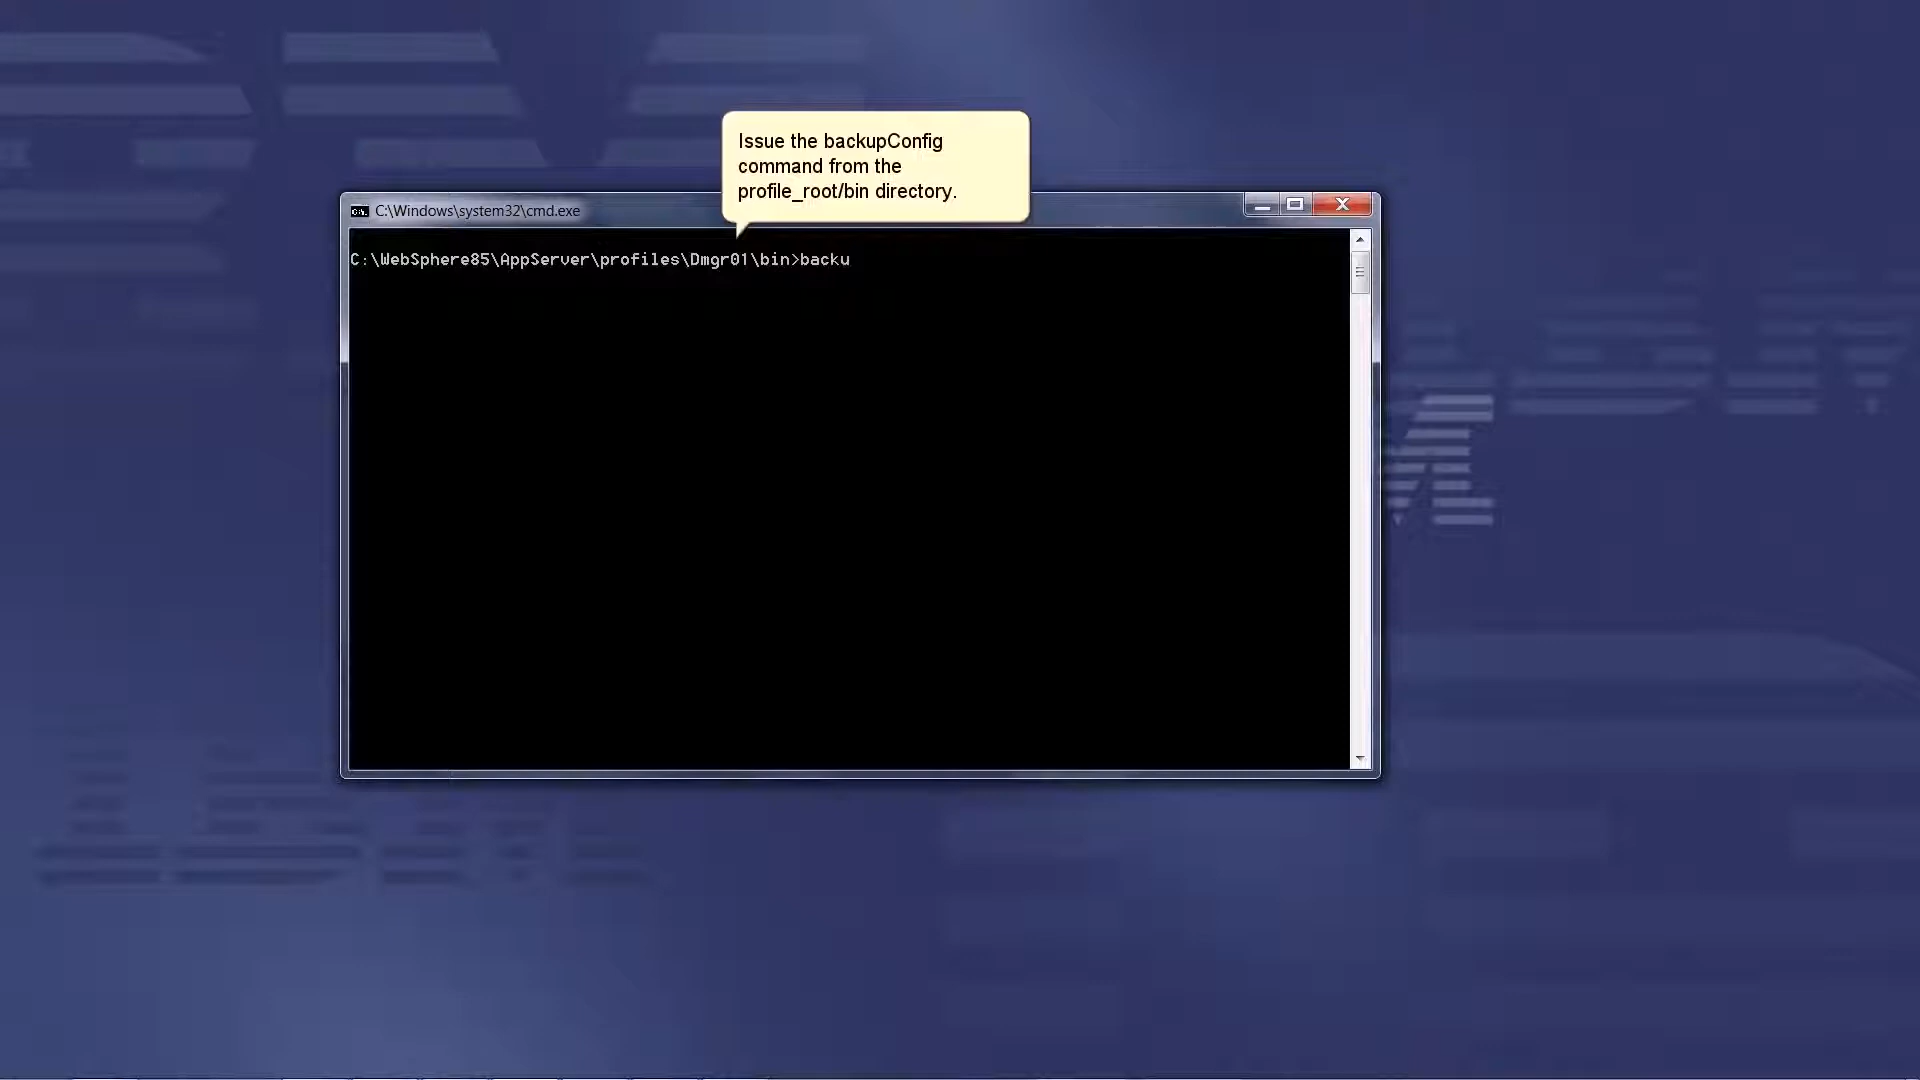 Issue the backupConfig
command from the
profile_root/bin directory.
C:\Windows\system32\cmd.exe
C:\WebSphere85\AppServer\profiles\Dmgr01\bin>backu